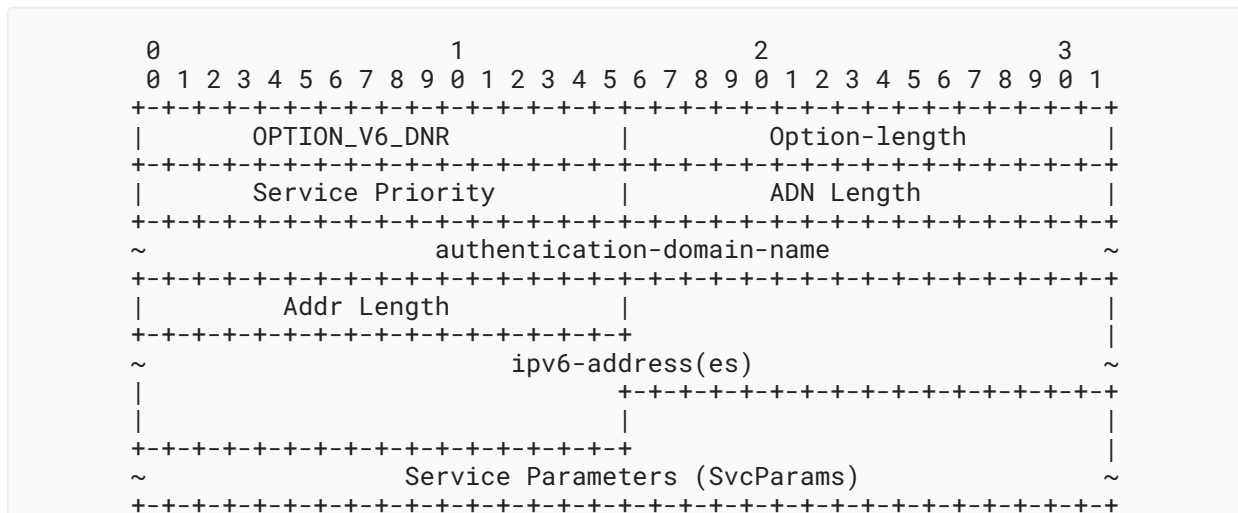 0                   1                   2                   3
 0 1 2 3 4 5 6 7 8 9 0 1 2 3 4 5 6 7 8 9 0 1 2 3 4 5 6 7 8 9 0 1
+-+-+-+-+-+-+-+-+-+-+-+-+-+-+-+-+-+-+-+-+-+-+-+-+-+-+-+-+-+-+-+-+
|       OPTION_V6_DNR           |         Option-length         |
+-+-+-+-+-+-+-+-+-+-+-+-+-+-+-+-+-+-+-+-+-+-+-+-+-+-+-+-+-+-+-+-+
|       Service Priority        |         ADN Length            |
+-+-+-+-+-+-+-+-+-+-+-+-+-+-+-+-+-+-+-+-+-+-+-+-+-+-+-+-+-+-+-+-+
~                   authentication-domain-name                  ~
+-+-+-+-+-+-+-+-+-+-+-+-+-+-+-+-+-+-+-+-+-+-+-+-+-+-+-+-+-+-+-+-+
|         Addr Length           |                               |
+-+-+-+-+-+-+-+-+-+-+-+-+-+-+-+-+                               |
~                        ipv6-address(es)                       ~
|                               +-+-+-+-+-+-+-+-+-+-+-+-+-+-+-+-+
|                               |                               |
+-+-+-+-+-+-+-+-+-+-+-+-+-+-+-+-+                               |
~                 Service Parameters (SvcParams)                ~
+-+-+-+-+-+-+-+-+-+-+-+-+-+-+-+-+-+-+-+-+-+-+-+-+-+-+-+-+-+-+-+-+